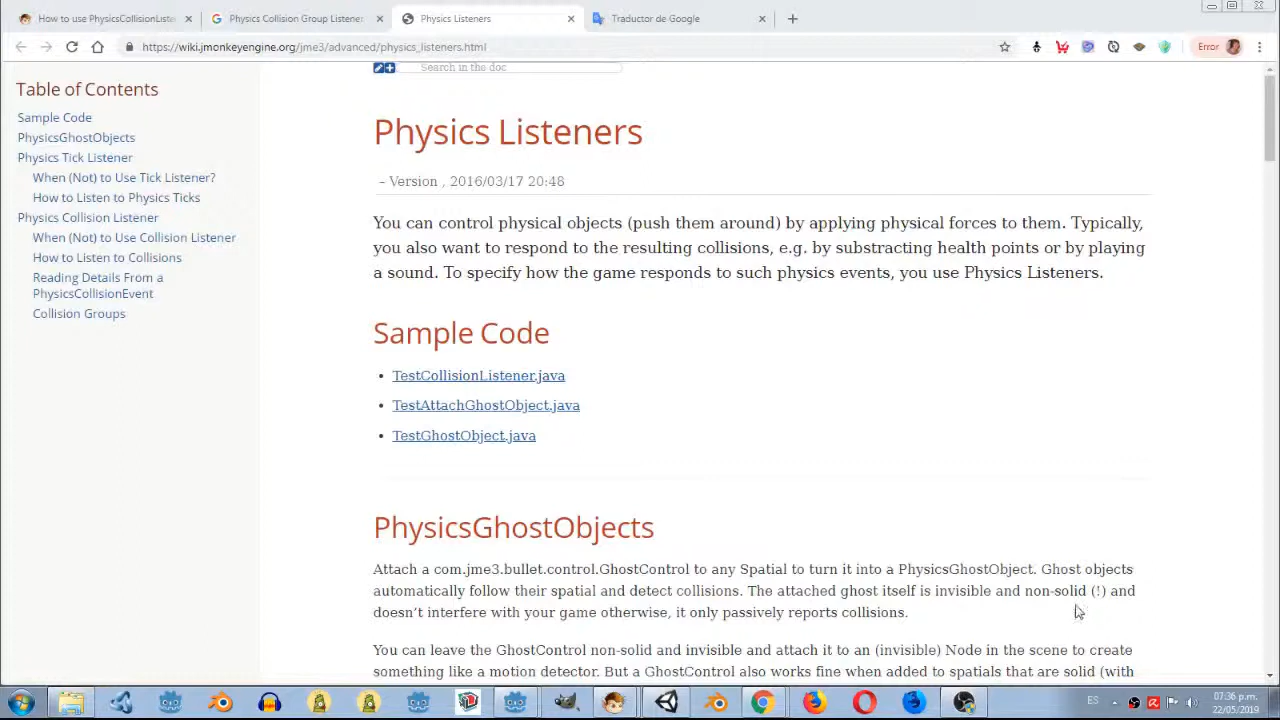 How to use PhysicsCollisionListe
Physics Collision Group Listener
Physics Listeners
Traductor de Google
https://wiki.jmonkeyengine.org/jme3/advanced/physics_listeners.html
Error
Search in the doc
Table of Contents
Sample Code
PhysicsGhostObjects
Physics Tick Listener
When (Not) to Use Tick Listener?
How to Listen to Physics Ticks
Physics Collision Listener
When (Not) to Use Collision Listener
How to Listen to Collisions
Reading Details From a
PhysicsCollisionEvent
Collision Groups
Physics Listeners
– Version , 2016/03/17 20:48
You can control physical objects (push them around) by applying physical forces to them. Typically,
you also want to respond to the resulting collisions, e.g. by substracting health points or by playing
a sound. To specify how the game responds to such physics events, you use Physics Listeners.
Sample Code
• TestCollisionListener.java
• TestAttachGhostObject.java
• TestGhostObject.java
PhysicsGhostObjects
Attach a com.jme3.bullet.control.GhostControl to any Spatial to turn it into a PhysicsGhostObject. Ghost objects
automatically follow their spatial and detect collisions. The attached ghost itself is invisible and non-solid (!) and
doesn’t interfere with your game otherwise, it only passively reports collisions.
You can leave the GhostControl non-solid and invisible and attach it to an (invisible) Node in the scene to create
something like a motion detector. But a GhostControl also works fine when added to spatials that are solid (with
ES
07:36 p.m.
22/05/2019